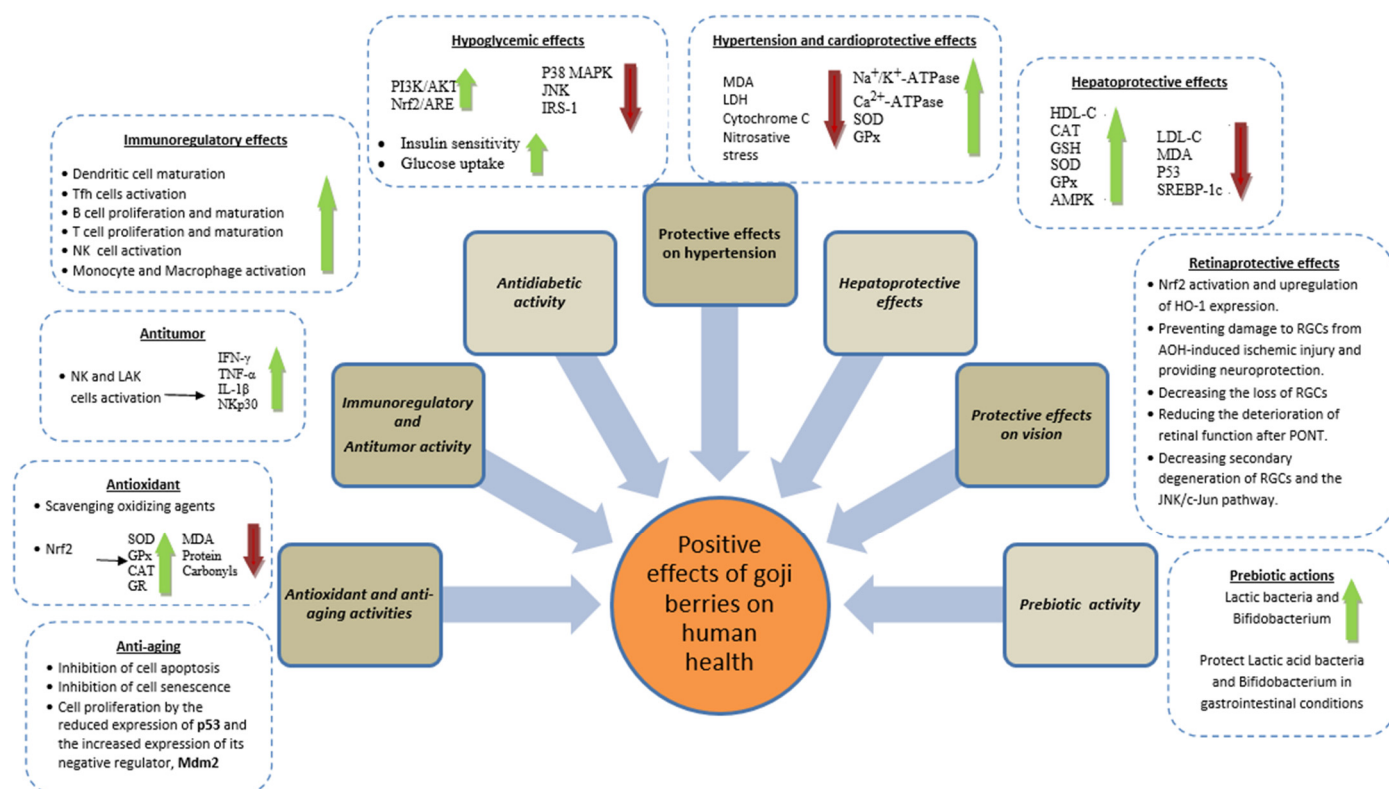 Hypoglycemic effects
PI3K/AKT
Nrf2/ARE
P38 MAPK
JNK
IRS-1
• Insulin sensitivity
• Glucose uptake
Hypertension and cardioprotective effects
MDA
LDH
Cytochrome C
Nitrosative
stress
Na⁺/K⁺-ATPase
Ca²⁺-ATPase
SOD
GPx
Hepatoprotective effects
HDL-C
CAT
GSH
SOD
GPx
AMPK
LDL-C
MDA
P53
SREBP-1c
Immunoregulatory effects
• Dendritic cell maturation
• Tfh cells activation
• B cell proliferation and maturation
• T cell proliferation and maturation
• NK cell activation
• Monocyte and Macrophage activation
Antitumor
• NK and LAK
cells activation
IFN-γ
TNF-α
IL-1β
NKp30
Antioxidant
• Scavenging oxidizing agents
• Nrf2
SOD
GPx
CAT
GR
MDA
Protein
Carbonyls
Anti-aging
• Inhibition of cell apoptosis
• Inhibition of cell senescence
• Cell proliferation by the
reduced expression of p53 and
the increased expression of its
negative regulator, Mdm2
Antioxidant and anti-
aging activities
Immunoregulatory
and
Antitumor activity
Antidiabetic
activity
Protective effects
on hypertension
Hepatoprotective
effects
Protective effects
on vision
Prebiotic activity
Positive
effects of goji
berries on
human
health
Retinaprotective effects
• Nrf2 activation and upregulation
of HO-1 expression.
• Preventing damage to RGCs from
AOH-induced ischemic injury and
providing neuroprotection.
• Decreasing the loss of RGCs
• Reducing the deterioration of
retinal function after PONT.
• Decreasing secondary
degeneration of RGCs and the
JNK/c-Jun pathway.
Prebiotic actions
Lactic bacteria and
Bifidobacterium
Protect Lactic acid bacteria
and Bifidobacterium in
gastrointestinal conditions